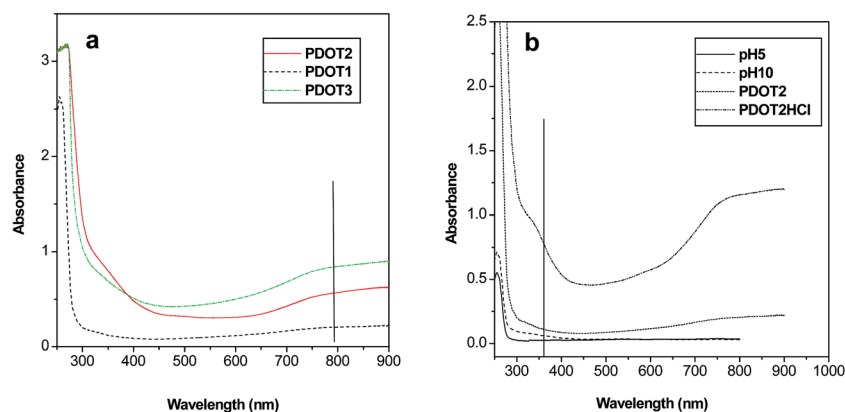 a
PDOT2
PDOT1
PDOT3
3
2
1
0
300 400 500 600 700 800 900
Absorbance
Wavelength (nm)
b
pH5
pH10
PDOT2
PDOT2HCl
2.5
2.0
1.5
1.0
0.5
0.0
300 400 500 600 700 800 900 1000
Absorbance
Wavelength (nm)